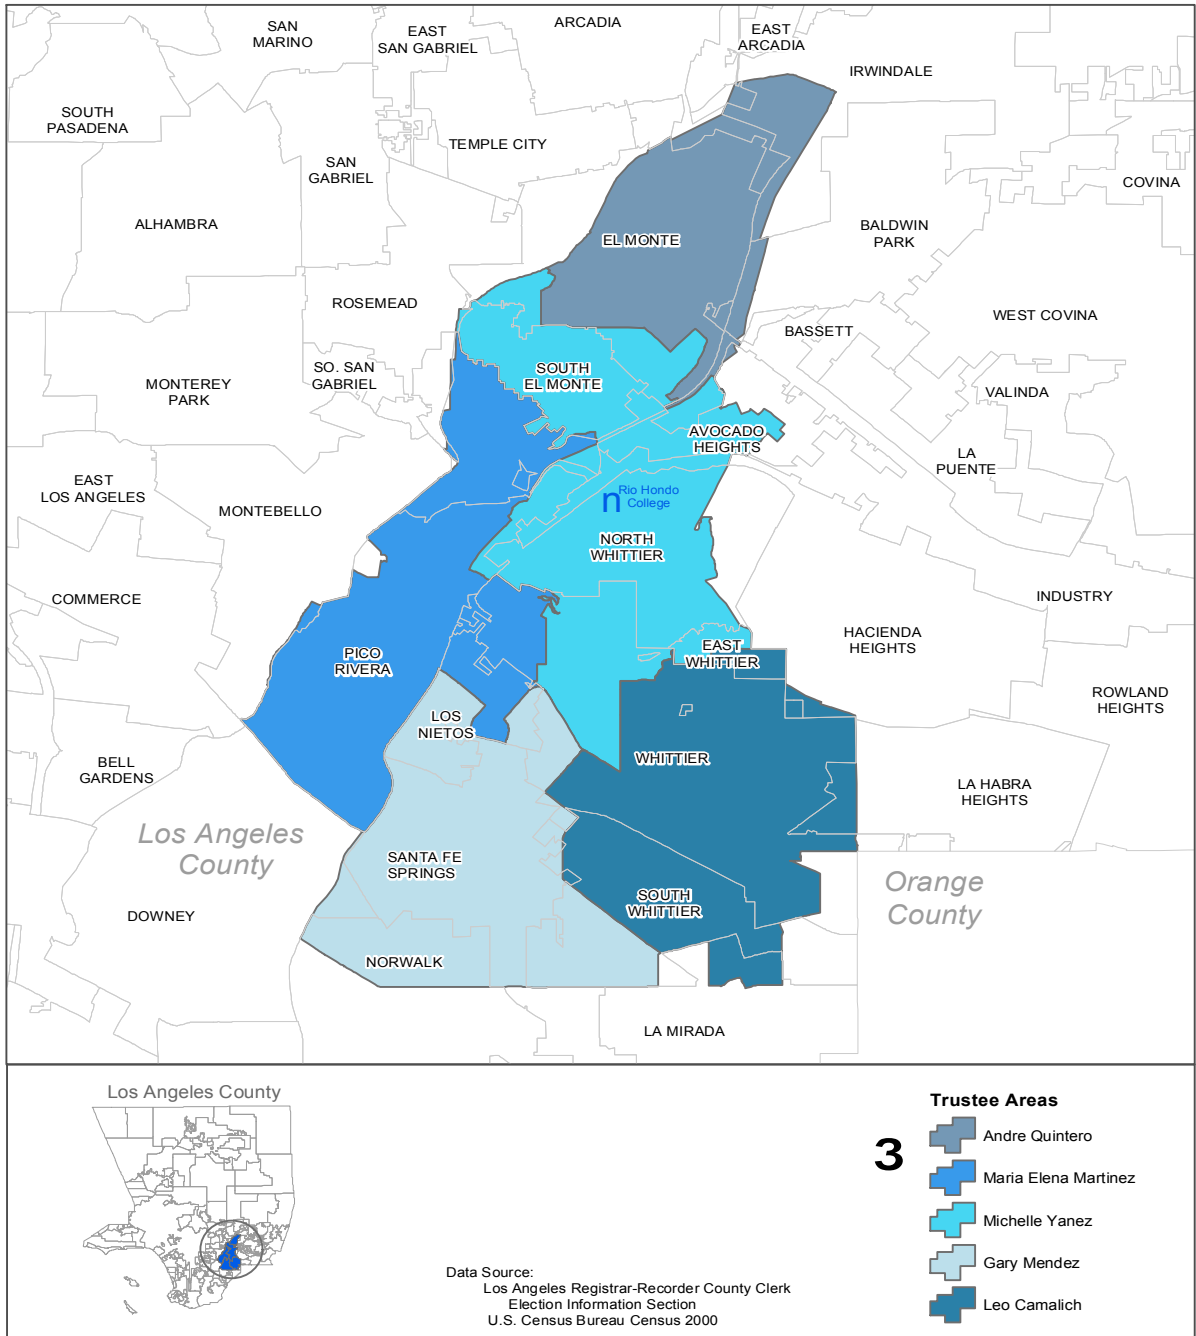 SAN
MARINO
EAST
SAN GABRIEL
ARCADIA
EAST
ARCADIA
IRWINDALE
SOUTH
PASADENA
TEMPLE CITY
SAN
GABRIEL
COVINA
ALHAMBRA
EL MONTE
BALDWIN
PARK
ROSEMEAD
WEST COVINA
BASSETT
SO. SAN
GABRIEL
SOUTH
EL MONTE
MONTEREY
PARK
VALINDA
AVOCADO
HEIGHTS
LA
PUENTE
EAST
LOS ANGELES
MONTEBELLO
n
Rio Hondo
College
NORTH
WHITTIER
COMMERCE
INDUSTRY
HACIENDA
HEIGHTS
EAST
WHITTIER
PICO
RIVERA
ROWLAND
HEIGHTS
LOS
NIETOS
WHITTIER
BELL
GARDENS
LA HABRA
HEIGHTS
Los Angeles
County
SANTA FE
SPRINGS
Orange
County
SOUTH
WHITTIER
DOWNEY
NORWALK
LA MIRADA
Los Angeles County
Data Source:
Los Angeles Registrar-Recorder County Clerk
Election Information Section
U.S. Census Bureau Census 2000
3
Trustee Areas
Andre Quintero
Maria Elena Martinez
Michelle Yanez
Gary Mendez
Leo Camalich